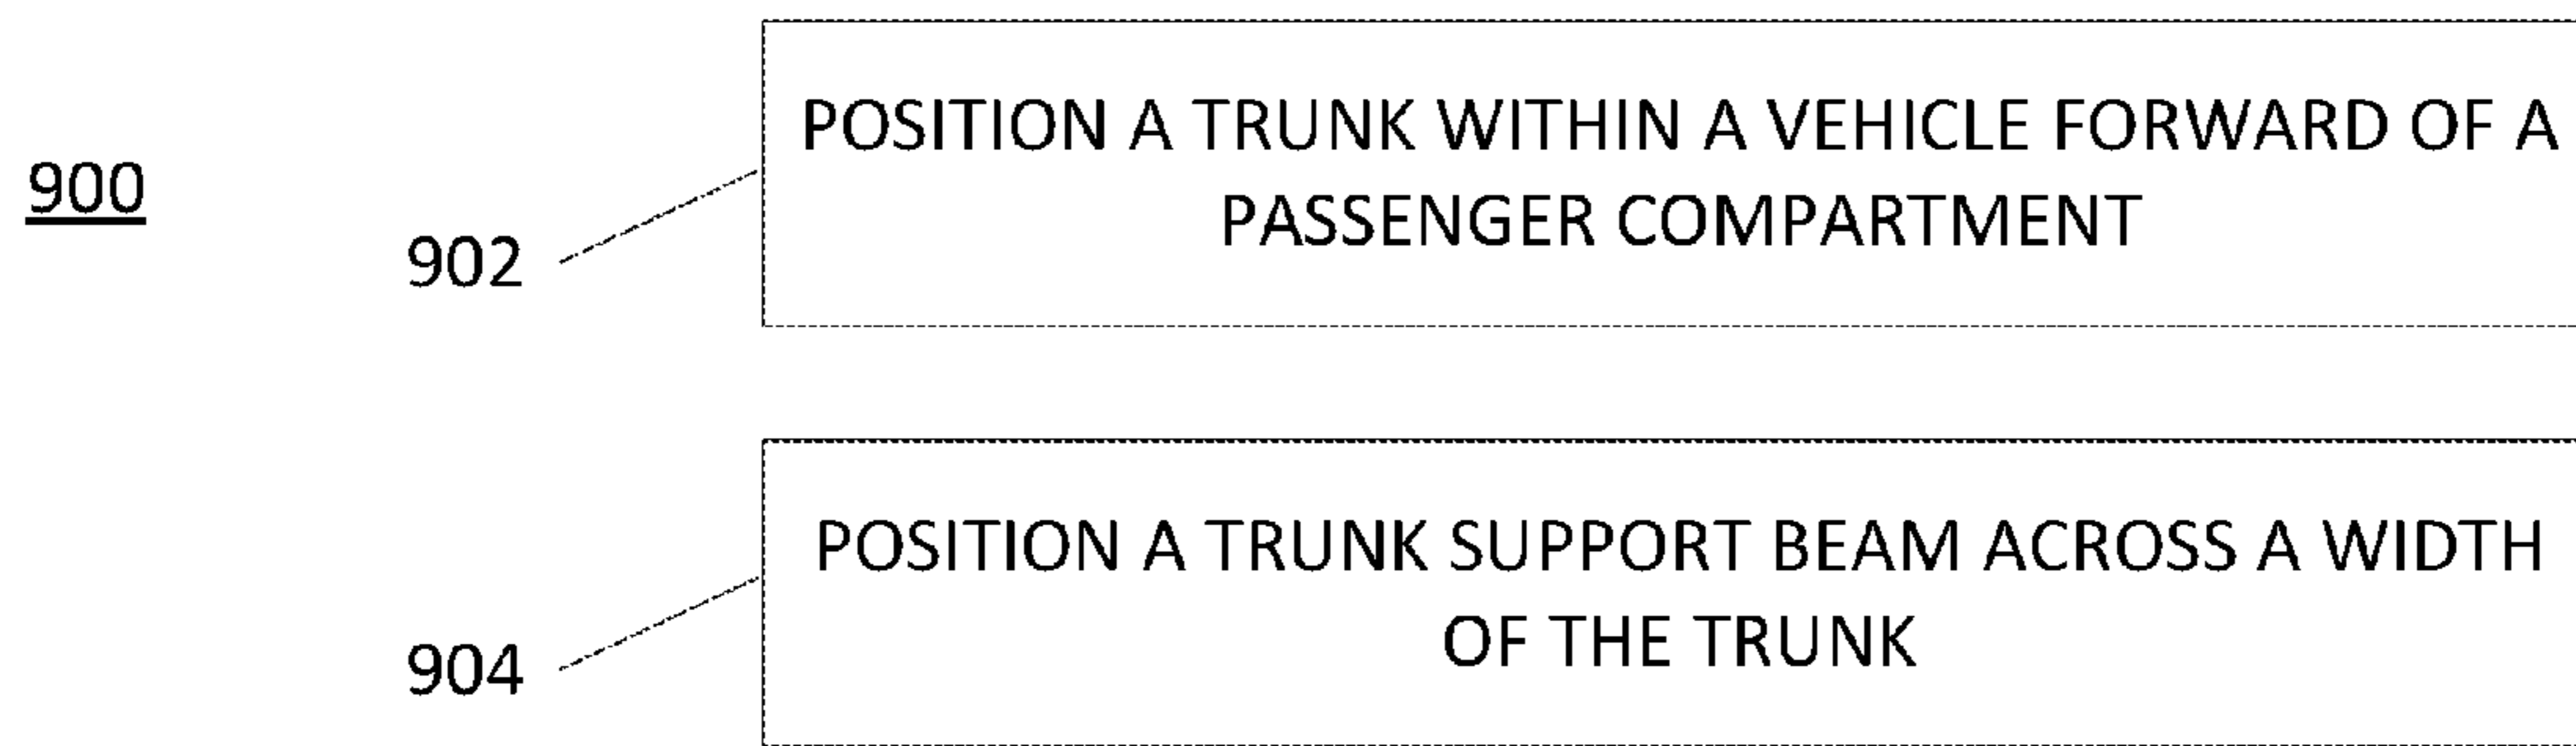 900
902
POSITION A TRUNK WITHIN A VEHICLE FORWARD OF A
PASSENGER COMPARTMENT
904
POSITION A TRUNK SUPPORT BEAM ACROSS A WIDTH
OF THE TRUNK